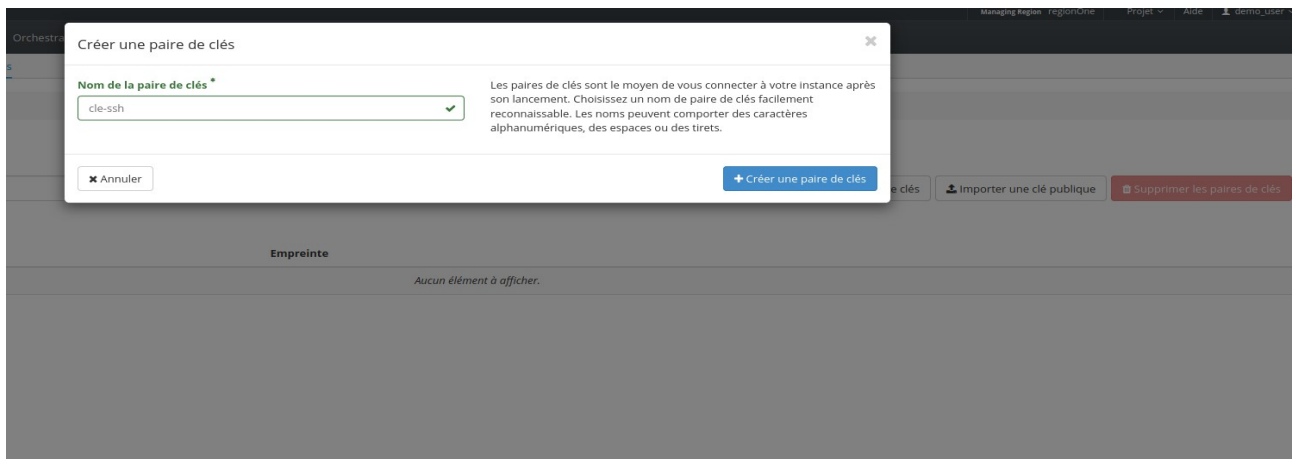 Managing Region regionOne Projet Aide demo_user
Orchestra
s
Créer une paire de clés
Nom de la paire de clés *
cle-ssh
Les paires de clés sont le moyen de vous connecter à votre instance après
son lancement. Choisissez un nom de paire de clés facilement
reconnaissable. Les noms peuvent comporter des caractères
alphanumériques, des espaces ou des tirets.
Annuler
Créer une paire de clés
e clés Importer une clé publique Supprimer les paires de clés
Empreinte
Aucun élément à afficher.